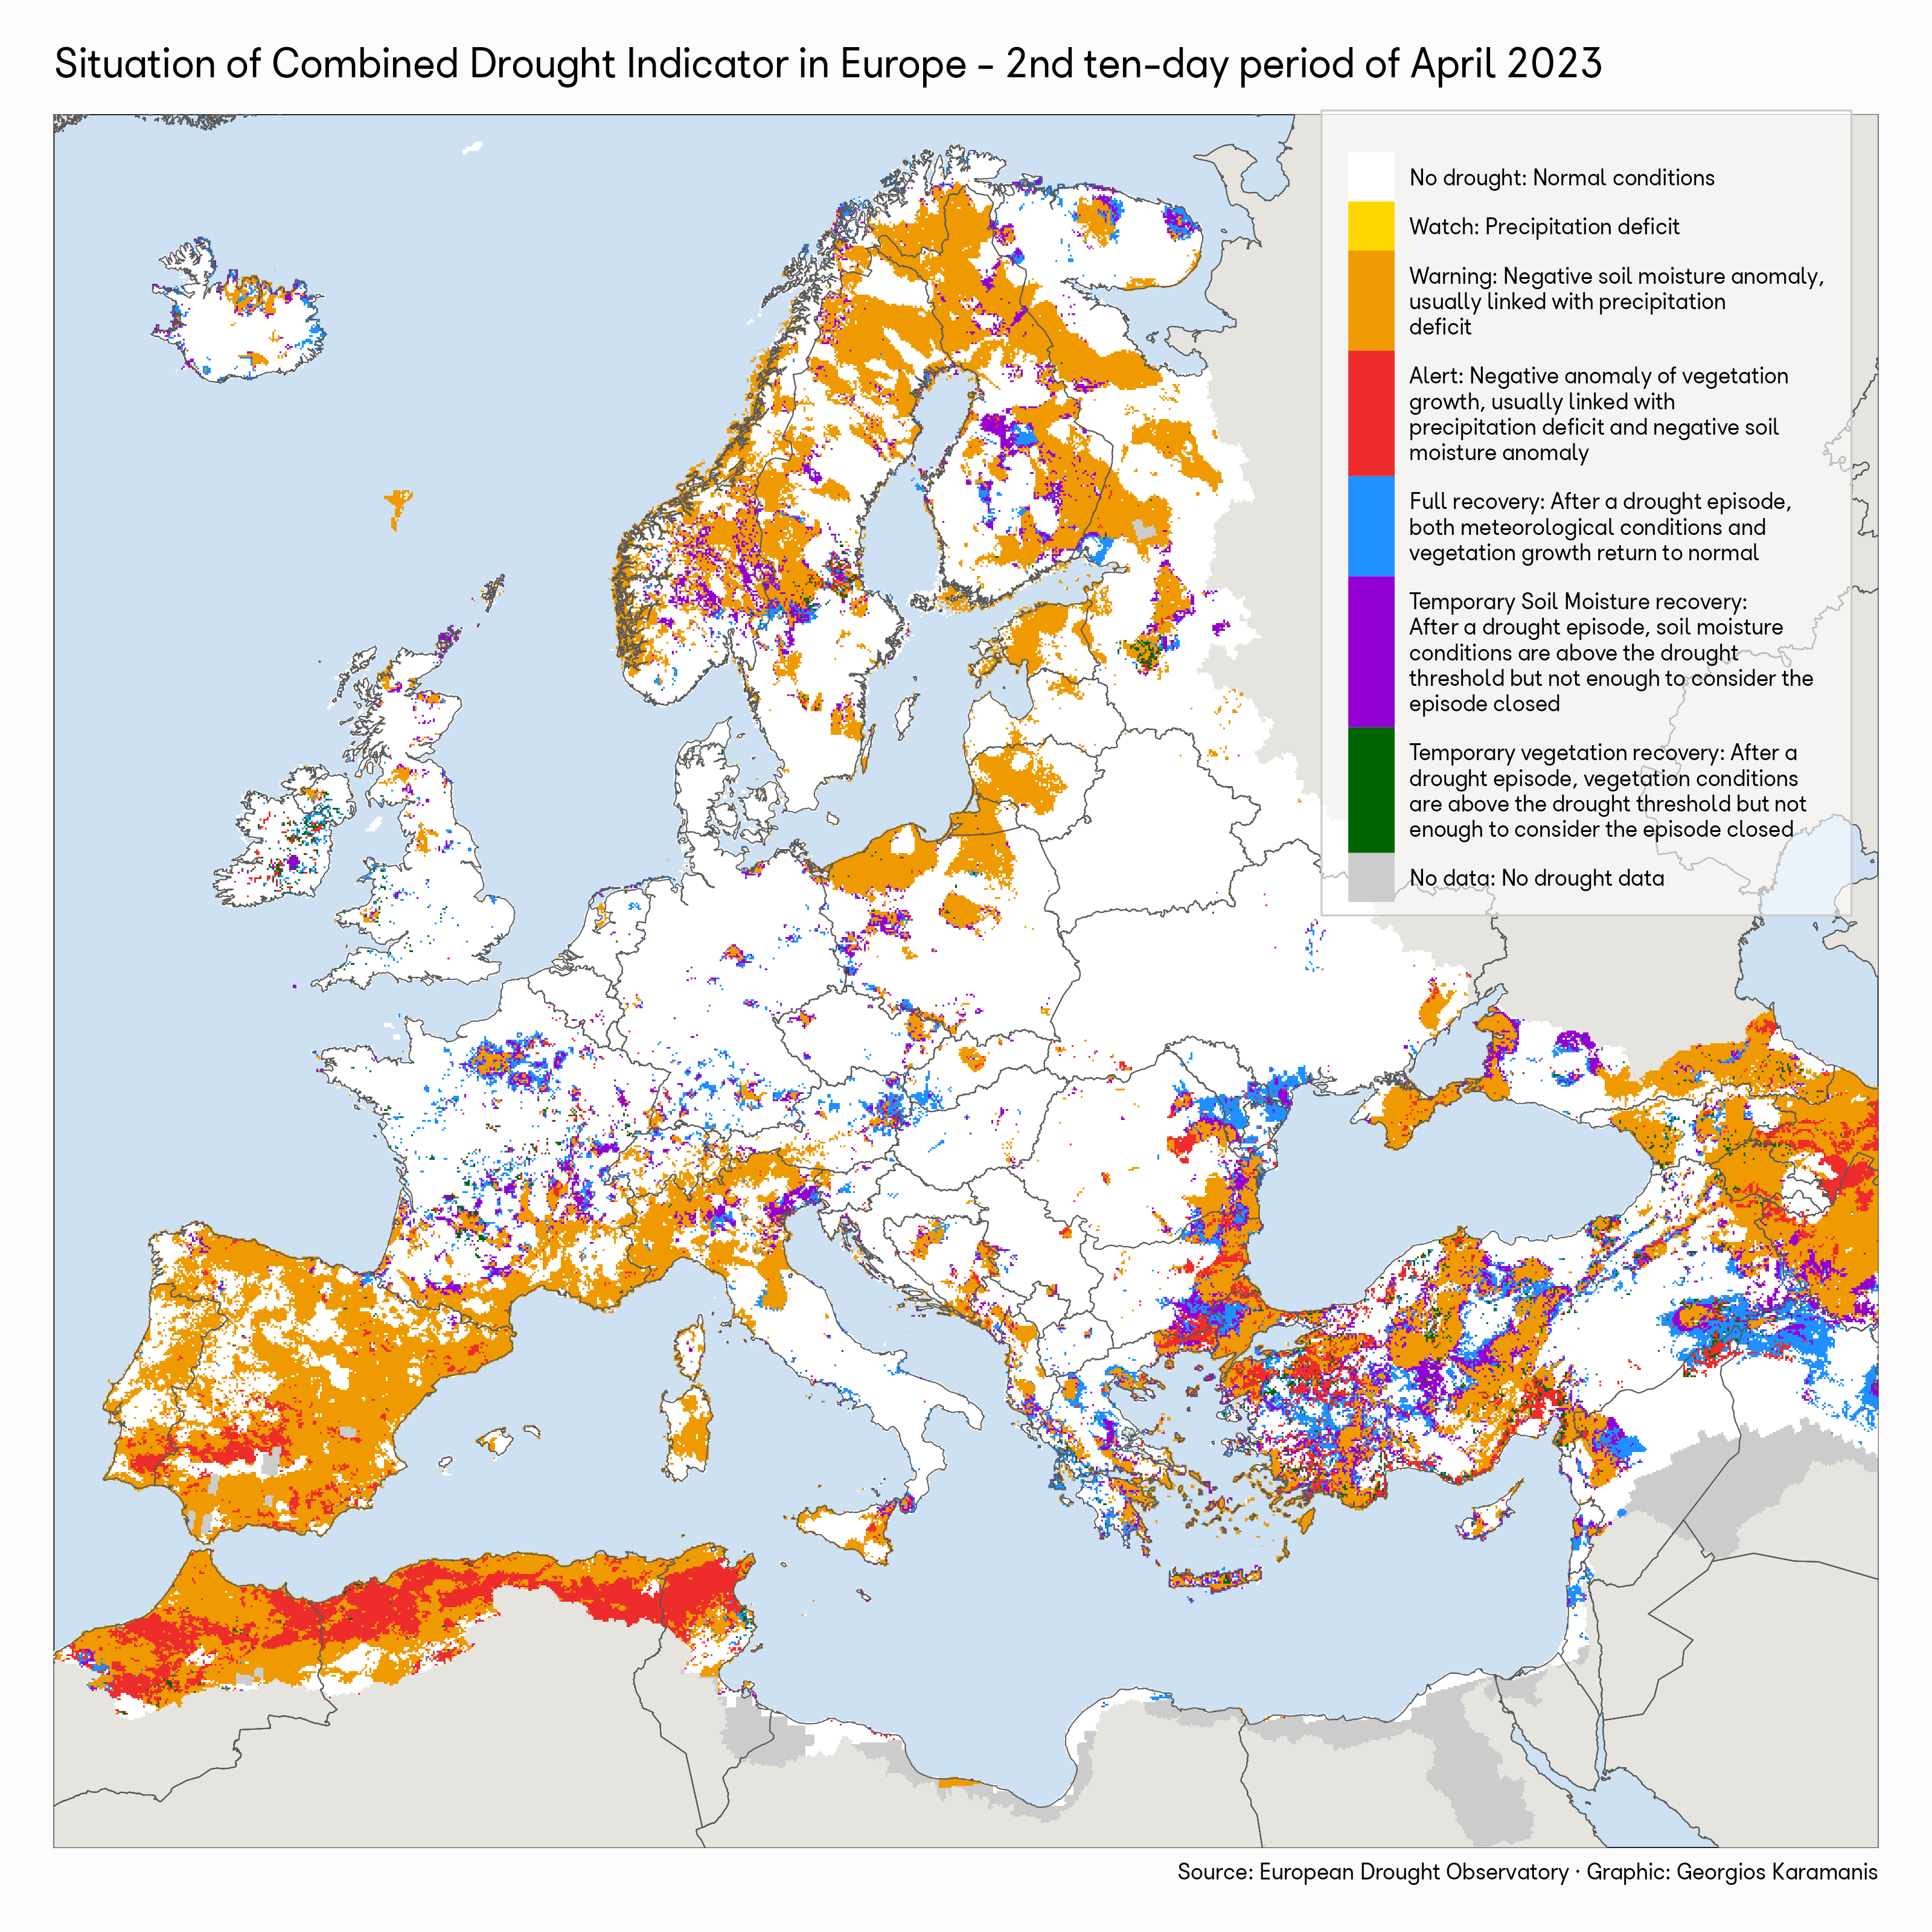 Situation of Combined Drought Indicator in Europe - 2nd ten-day period of April 2023
No drought: Normal conditions
Watch: Precipitation deficit
Warning: Negative soil moisture anomaly,
usually linked with precipitation
deficit
Alert: Negative anomaly of vegetation
growth, usually linked with
precipitation deficit and negative soil
moisture anomaly
Full recovery: After a drought episode,
both meteorological conditions and
vegetation growth return to normal
Temporary Soil Moisture recovery:
After a drought episode, soil moisture
conditions are above the drought
threshold but not enough to consider the
episode closed
Temporary vegetation recovery: After a
drought episode, vegetation conditions
are above the drought threshold but not
enough to consider the episode closed
No data: No drought data
Source: European Drought Observatory · Graphic: Georgios Karamanis